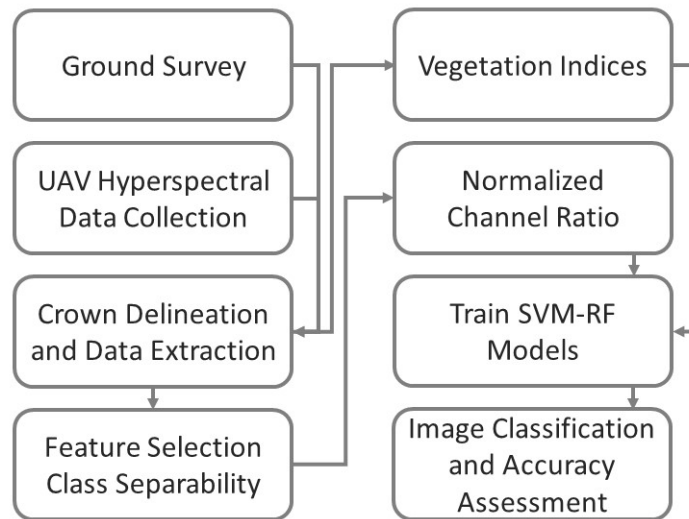 Ground Survey
UAV Hyperspectral
Data Collection
Crown Delineation
and Data Extraction
Feature Selection
Class Separability
Vegetation Indices
Normalized
Channel Ratio
Train SVM-RF
Models
Image Classification
and Accuracy
Assessment